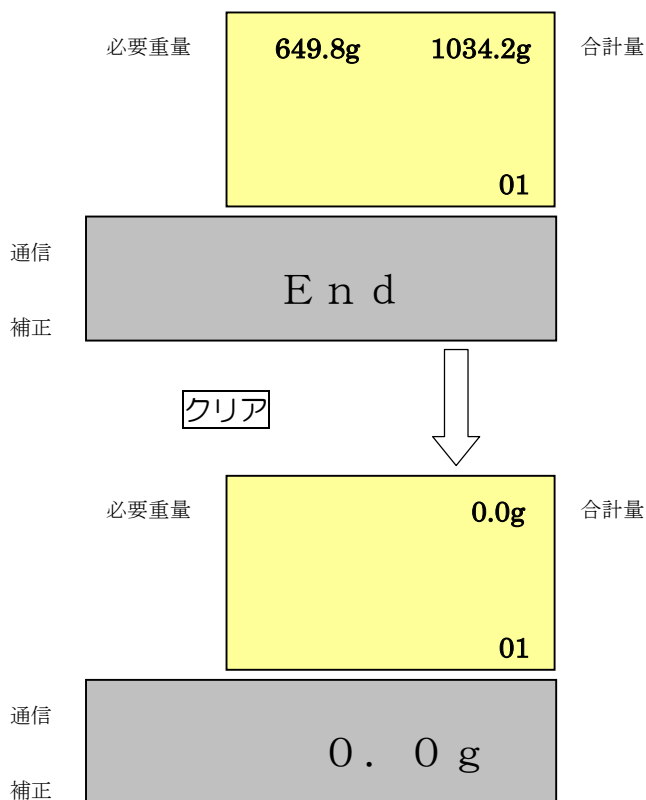 必要重量 649.8g 1034.2g 合計量
01
通信
End
補正
クリア
必要重量 0.0g 合計量
01
通信
0.0g
補正